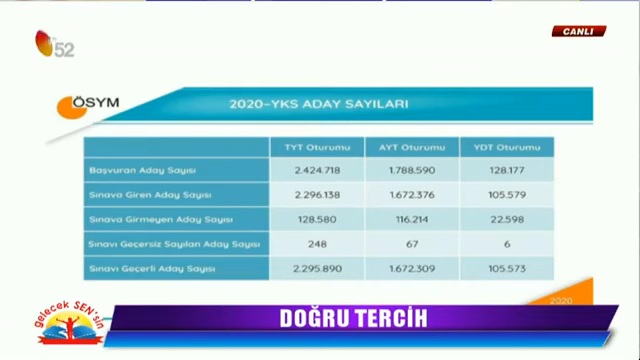 52
CANLI
ÖSYM
2020-YKS ADAY SAYILARI
TYT Oturumu AYT Oturumu YDT Oturumu
Başvuran Aday Sayısı 2.424.718 1.788.590 128.177
Sınava Giren Aday Sayısı 2.296.138 1.672.376 105.579
Sınava Girmeyen Aday Sayısı 128.580 116.214 22.598
Sınavı Geçersiz Sayılan Aday Sayısı 248 67 6
Sınavı Geçerli Aday Sayısı 2.295.890 1.672.309 105.573
2020
gelecek SEN'sin
DOĞRU TERCİH